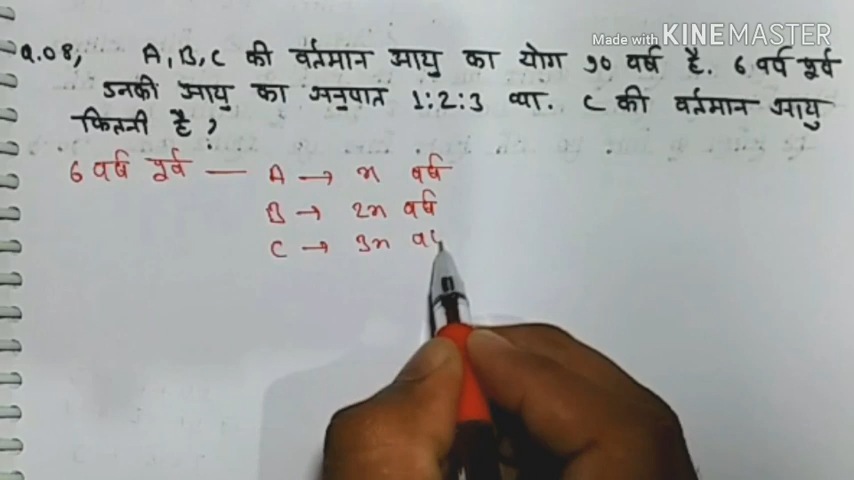 Made with KINEMASTER
Q.08, A,B,C की वर्तमान आयु का योग 90 वर्ष है. 6 वर्ष पूर्व
उनकी आयु का अनुपात 1:2:3 था. C की वर्तमान आयु
कितनी है ?
6 वर्ष पूर्व — A → x वर्ष
B → 2x वर्ष
C → 3x